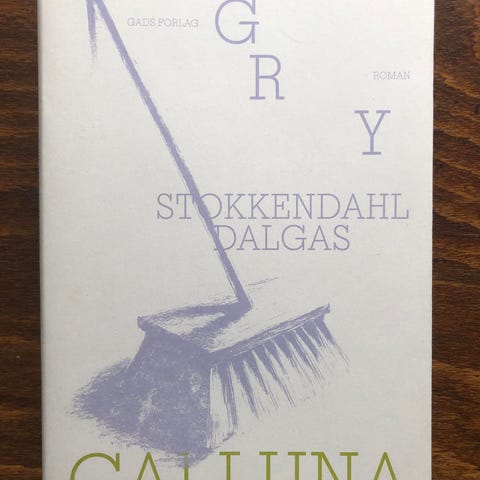 GADS FORLAG
G
R
Y
ROMAN
STOKKENDAHL
DALGAS
CALLUNA